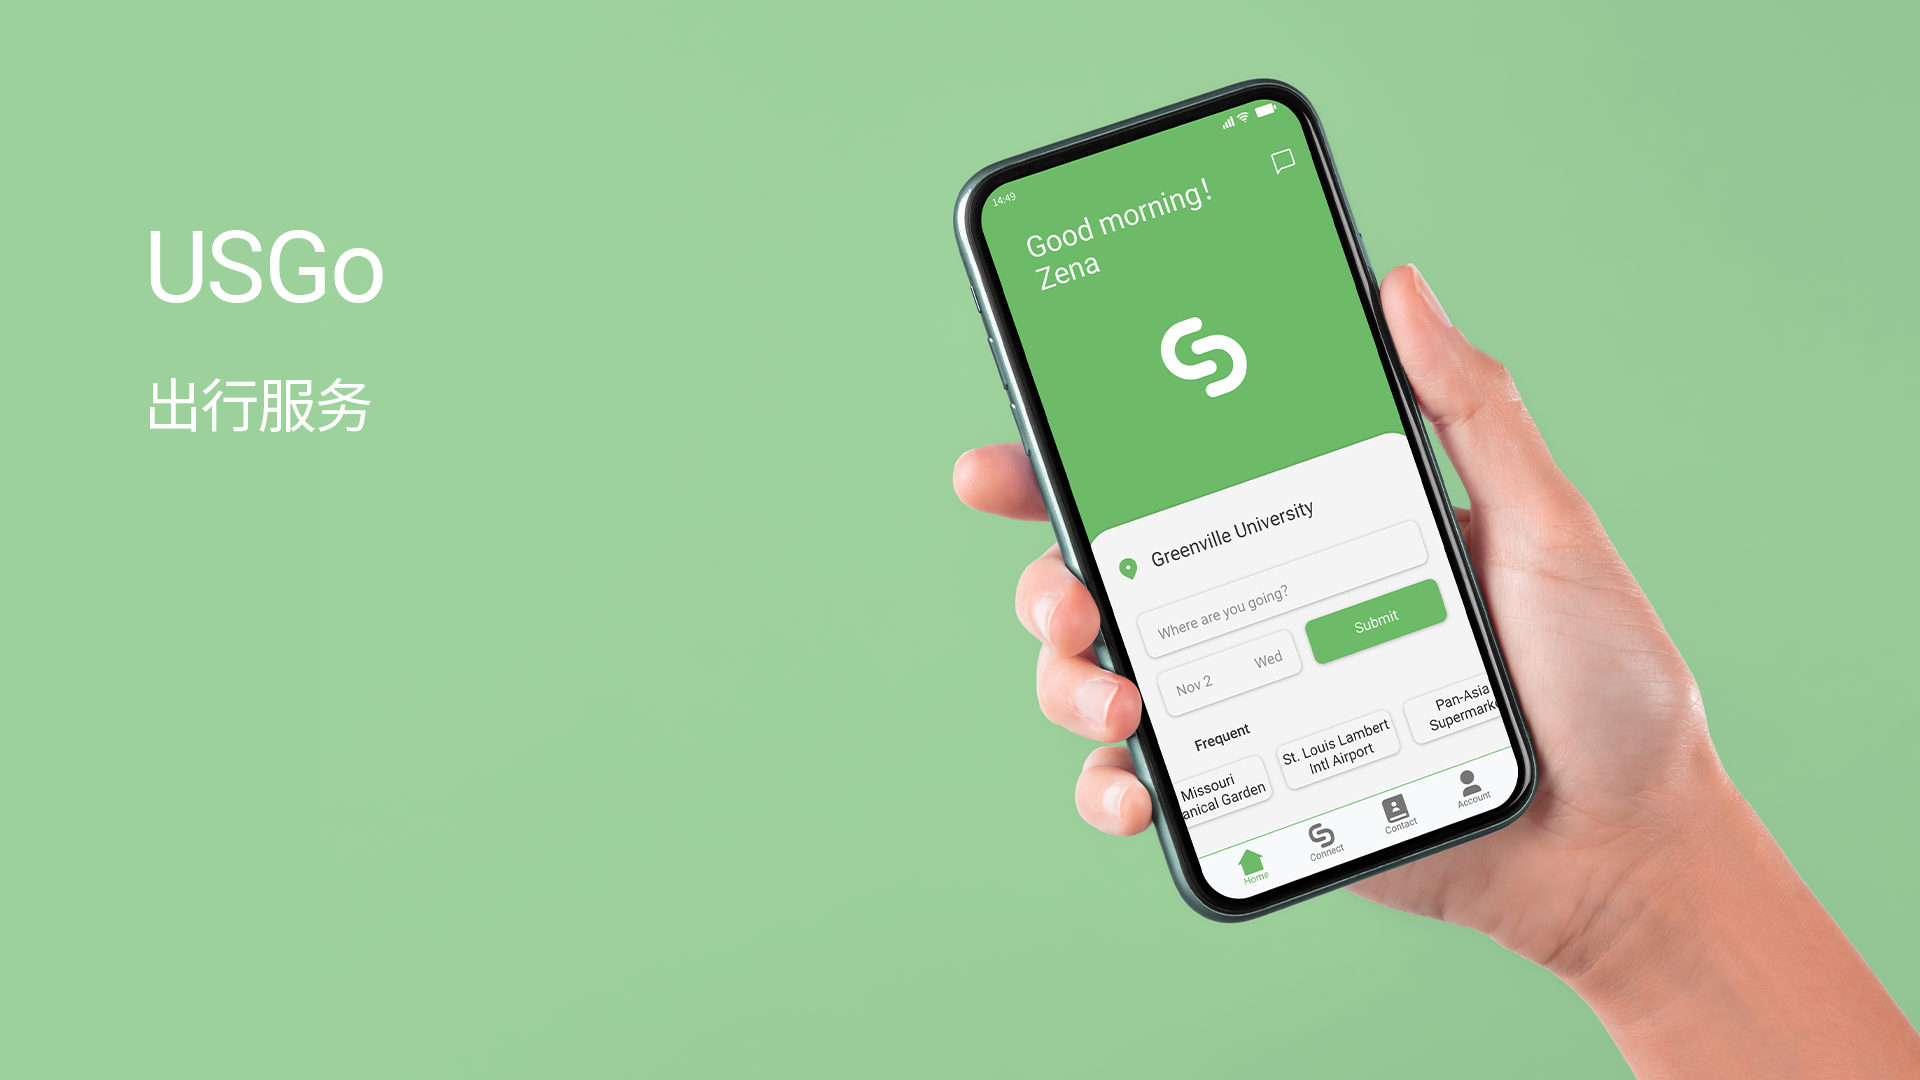 USGo
出行服务
14:49
Good morning!
Zena
Greenville University
Where are you going?
Nov 2
Wed
Submit
Frequent
Missouri
anical Garden
St. Louis Lambert
Intl Airport
Pan-Asia
Supermark
Home
Connect
Contact
Account